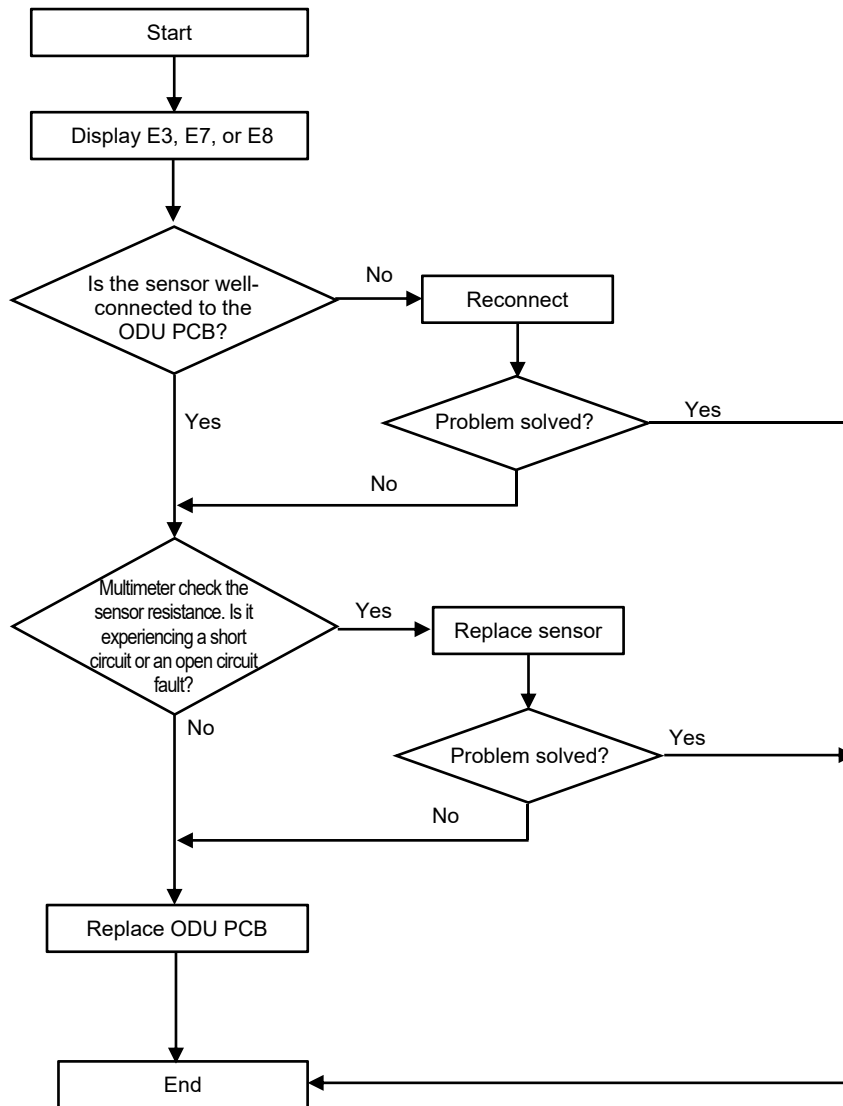 Start
Display E3, E7, or E8
Is the sensor well-
connected to the
ODU PCB?
No
Reconnect
Yes
Problem solved?
Yes
No
Multimeter check the
sensor resistance. Is it
experiencing a short
circuit or an open circuit
fault?
Yes
Replace sensor
No
Problem solved?
Yes
No
Replace ODU PCB
End